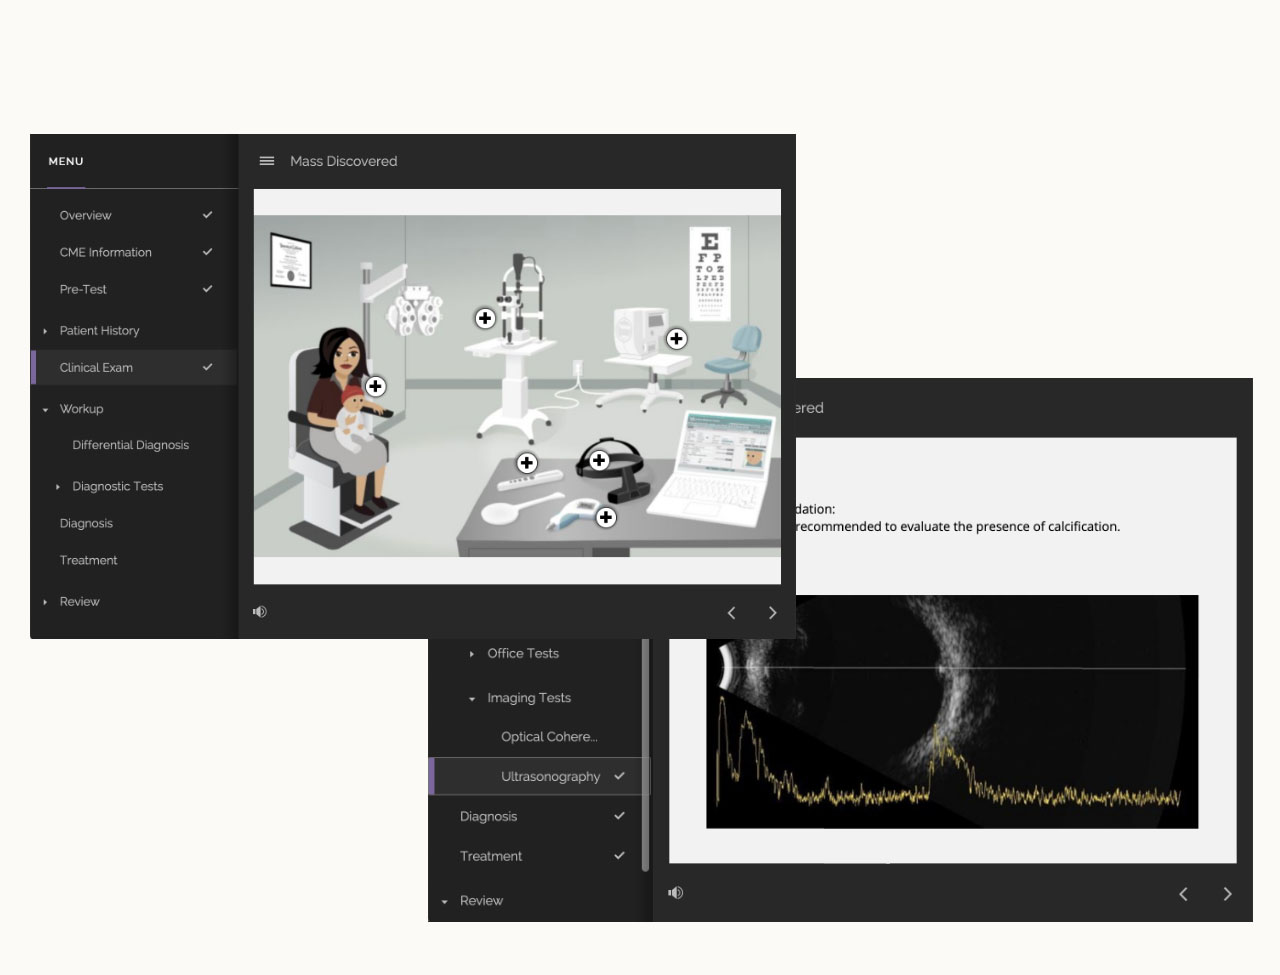 MENU
Overview
CME Information
Pre-Test
Patient History
Clinical Exam
Workup
Differential Diagnosis
Diagnostic Tests
Diagnosis
Treatment
Review
Mass Discovered
E
F P
T O Z
L P E D
P E C F D
E D F C Z P
ered
dation:
recommended to evaluate the presence of calcification.
Office Tests
Imaging Tests
Optical Cohere...
Ultrasonography
Diagnosis
Treatment
Review